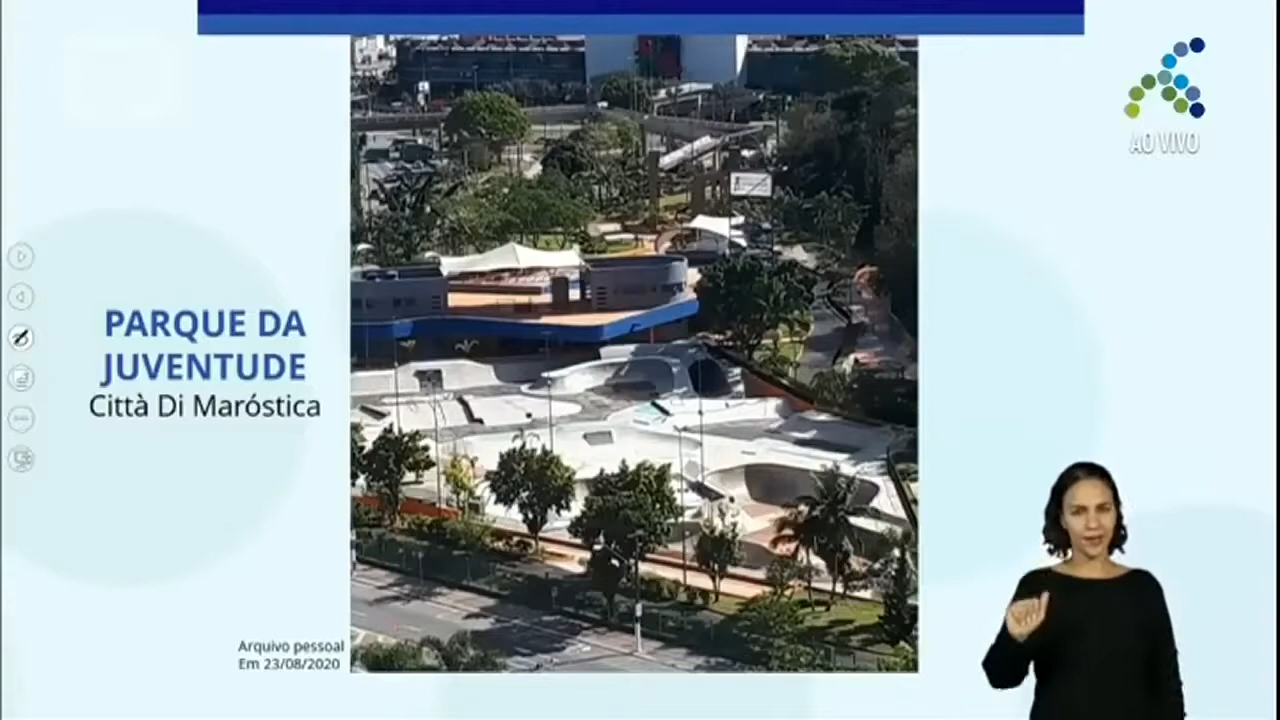 AO VIVO
PARQUE DA
JUVENTUDE
Città Di Maróstica
Arquivo pessoal
Em 23/08/2020